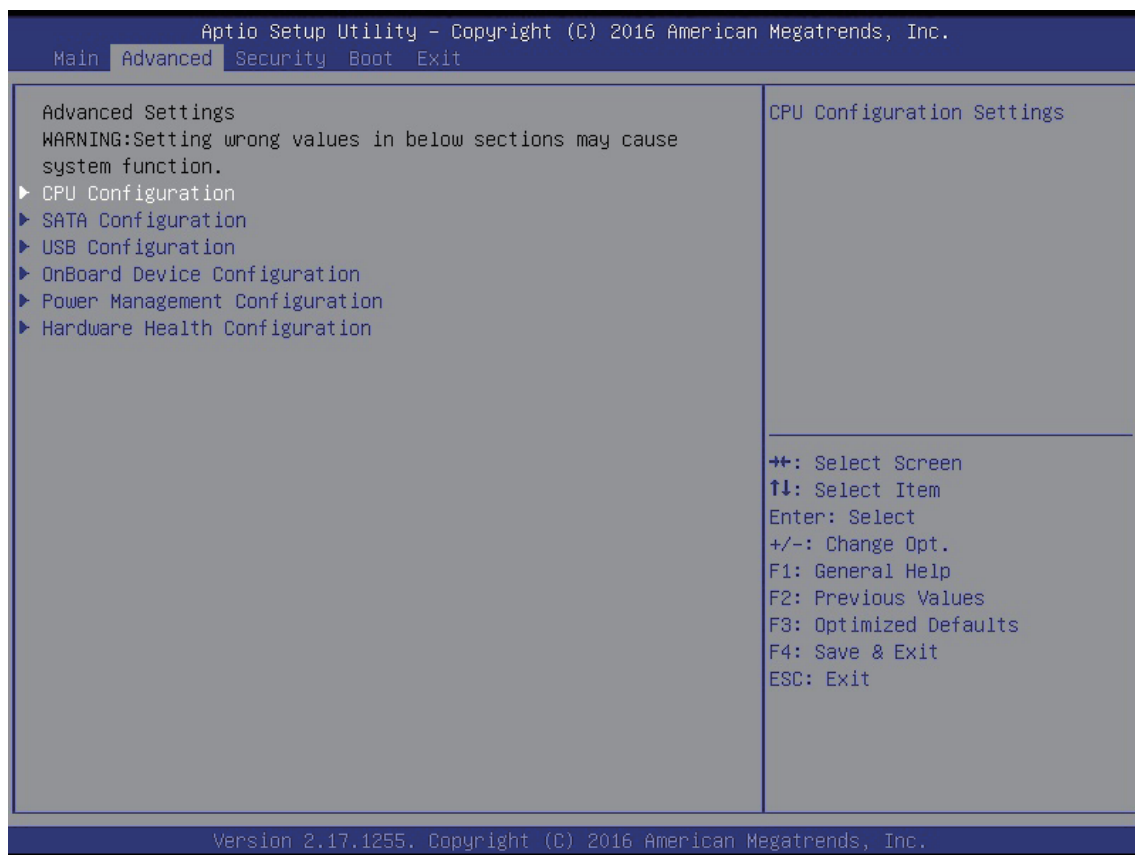 Aptio Setup Utility – Copyright (C) 2016 American Megatrends, Inc.
Main Advanced Security Boot Exit
Advanced Settings
WARNING:Setting wrong values in below sections may cause
system function.
▶ CPU Configuration
▶ SATA Configuration
▶ USB Configuration
▶ OnBoard Device Configuration
▶ Power Management Configuration
▶ Hardware Health Configuration
CPU Configuration Settings
→←: Select Screen
↑↓: Select Item
Enter: Select
+/-: Change Opt.
F1: General Help
F2: Previous Values
F3: Optimized Defaults
F4: Save & Exit
ESC: Exit
Version 2.17.1255. Copyright (C) 2016 American Megatrends, Inc.